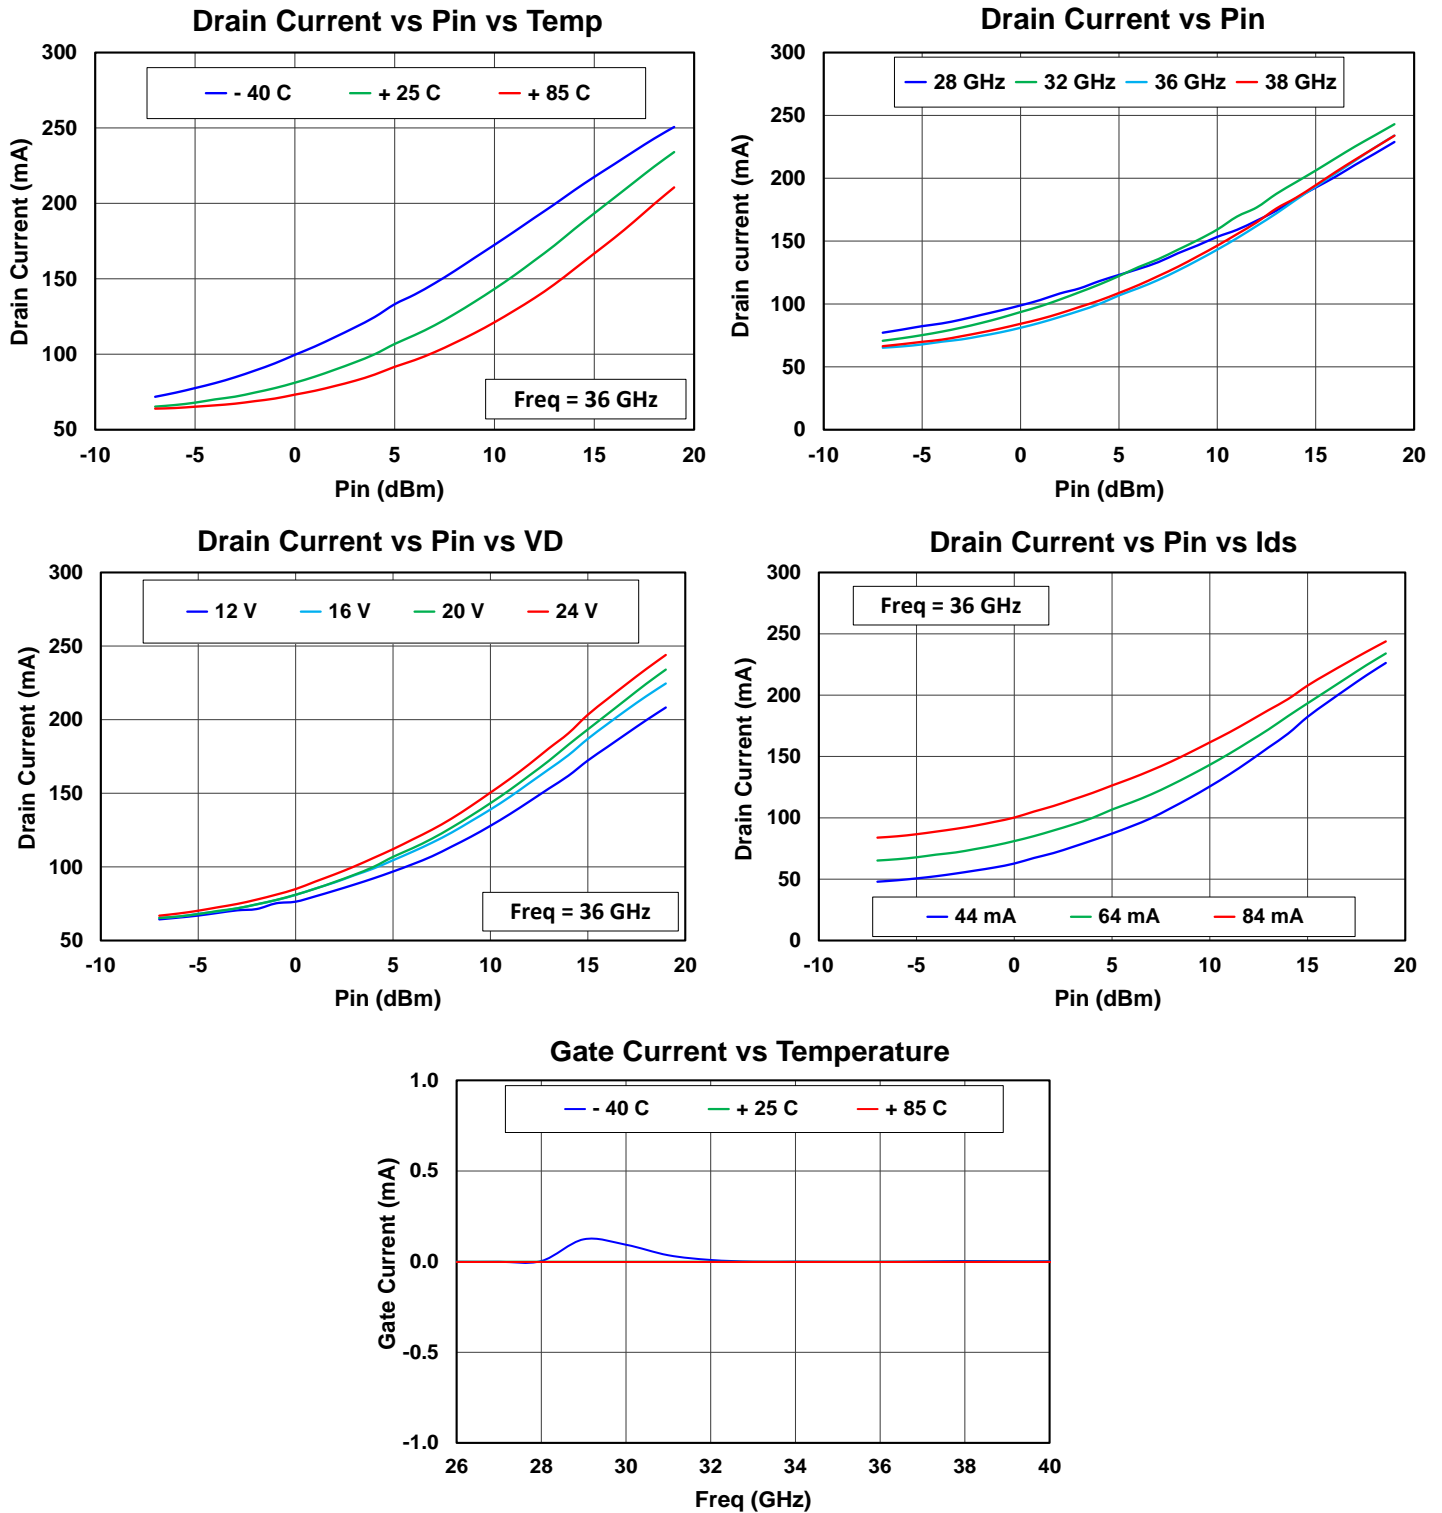 Drain Current vs Pin vs Temp
300
250
200
150
100
50
-10 -5 0 5 10 15 20
Drain Current (mA)
Pin (dBm)
- 40 C + 25 C + 85 C
Freq = 36 GHz
Drain Current vs Pin
300
250
200
150
100
50
0
-10 -5 0 5 10 15 20
Drain current (mA)
Pin (dBm)
28 GHz 32 GHz 36 GHz 38 GHz
Drain Current vs Pin vs VD
300
250
200
150
100
50
-10 -5 0 5 10 15 20
Drain Current (mA)
Pin (dBm)
12 V 16 V 20 V 24 V
Freq = 36 GHz
Drain Current vs Pin vs Ids
300
250
200
150
100
50
0
-10 -5 0 5 10 15 20
Drain Current (mA)
Pin (dBm)
Freq = 36 GHz
44 mA 64 mA 84 mA
Gate Current vs Temperature
1.0
0.5
0.0
-0.5
-1.0
26 28 30 32 34 36 38 40
Gate Current (mA)
Freq (GHz)
- 40 C + 25 C + 85 C